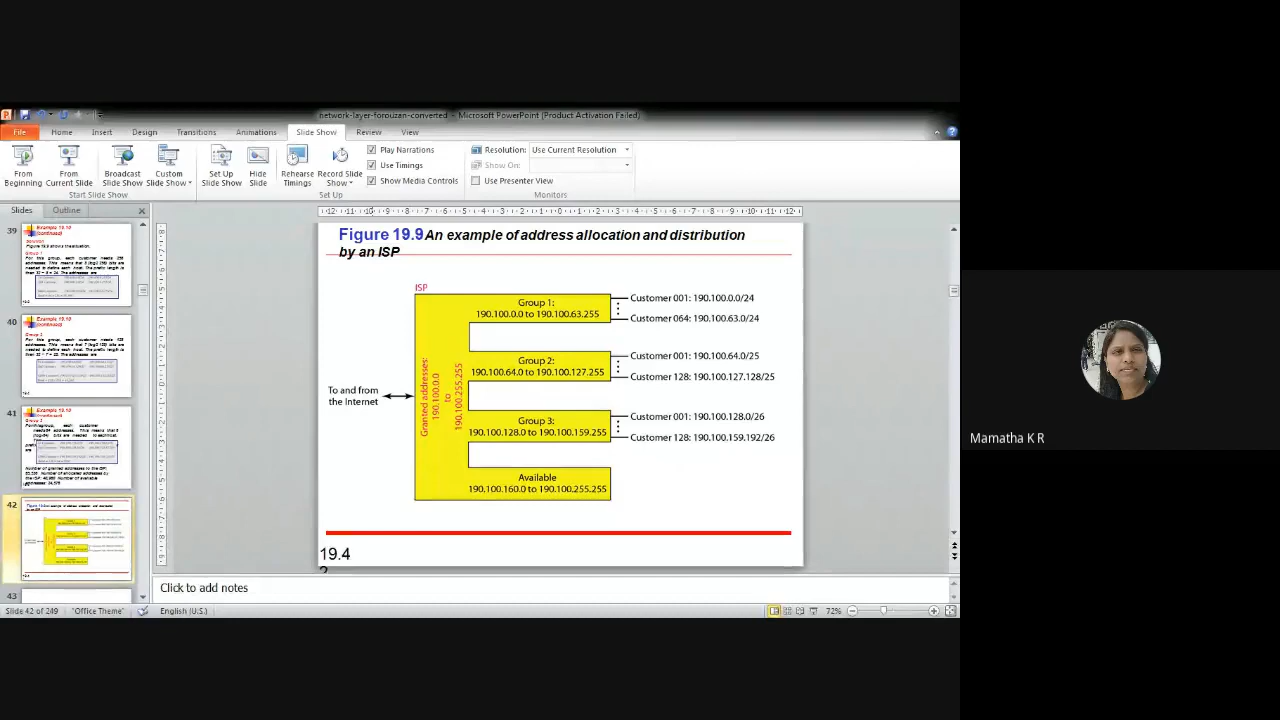 network-layer-forouzan-converted - Microsoft PowerPoint (Product Activation Failed)
File Home Insert Design Transitions Animations Slide Show Review View
From Beginning
From Current Slide
Broadcast Slide Show
Custom Slide Show
Set Up Slide Show
Hide Slide
Rehearse Timings
Record Slide Show
Play Narrations
Use Timings
Show Media Controls
Resolution: Use Current Resolution
Show On:
Use Presenter View
Start Slide Show
Set Up
Monitors
Slides Outline
39
40
41
42
43
Figure 19.9 An example of address allocation and distribution
by an ISP
ISP
To and from
the Internet
Granted addresses:
190.100.0.0
to
190.100.255.255
Group 1:
190.100.0.0 to 190.100.63.255
Customer 001: 190.100.0.0/24
Customer 064: 190.100.63.0/24
Group 2:
190.100.64.0 to 190.100.127.255
Customer 001: 190.100.64.0/25
Customer 128: 190.100.127.128/25
Group 3:
190.100.128.0 to 190.100.159.255
Customer 001: 190.100.128.0/26
Customer 128: 190.100.159.192/26
Available
190.100.160.0 to 190.100.255.255
19.4
Click to add notes
Slide 42 of 249 "Office Theme" English (U.S.) 72%
Mamatha K R